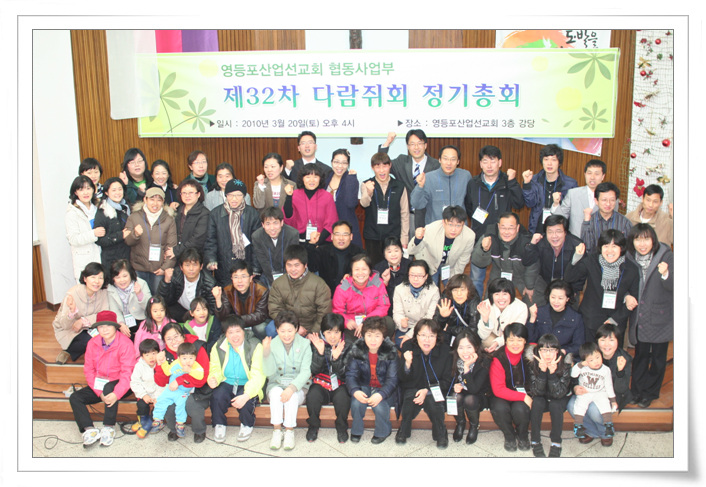 영등포산업선교회 협동사업부
제32차 다람쥐회 정기총회
▶일시 : 2010년 3월 20일(토) 오후 4시 ▶장소 : 영등포산업선교회 3층 강당